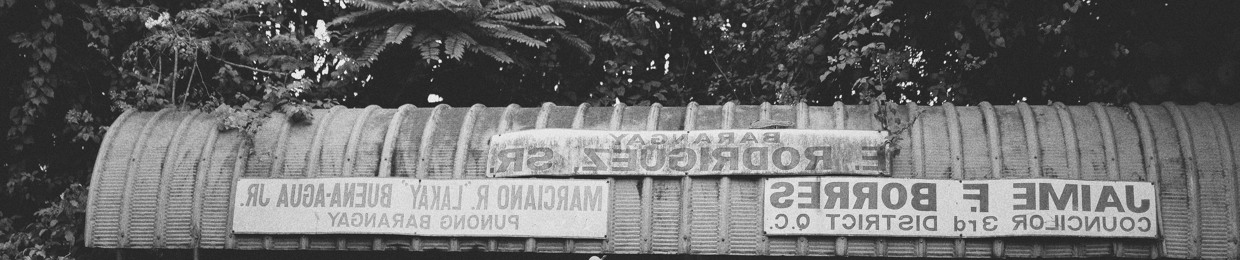 BARANGAY
E. RODRIGUEZ, SR.
JAIME F. BORRES
COUNCILOR 3rd DISTRICT Q.C.
MARCIANO R. LAKAY BUENA-AGUA JR.
PUNONG BARANGAY